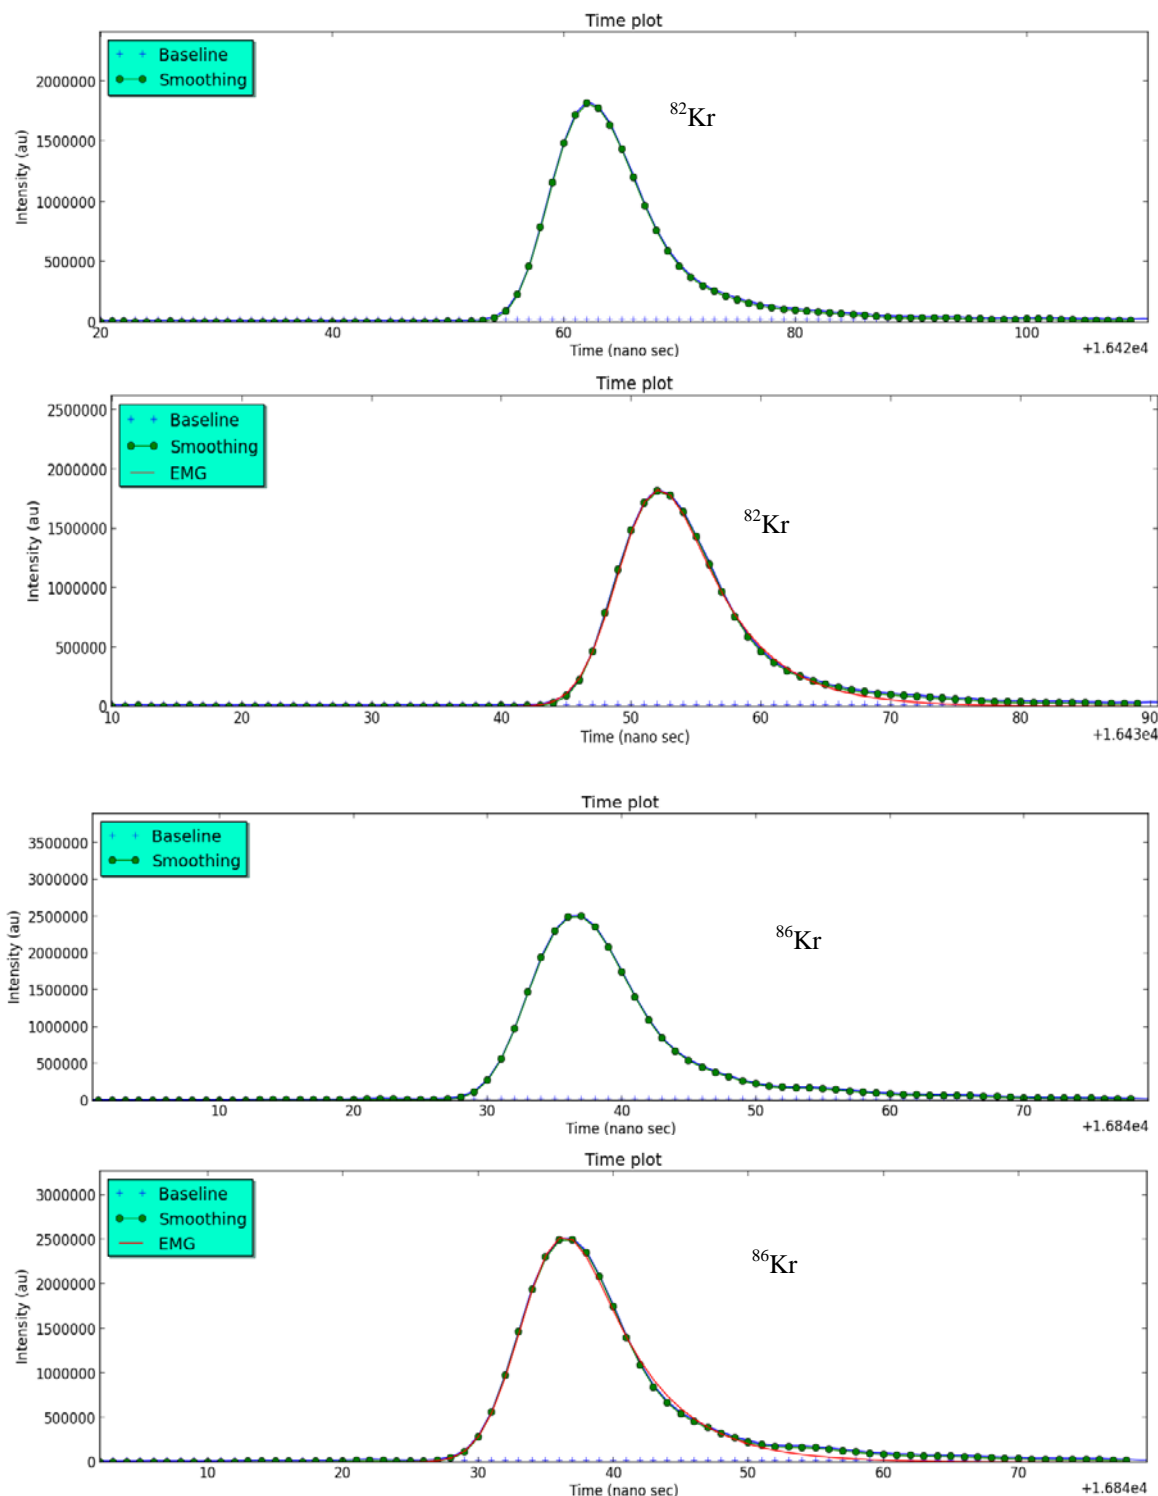 Time plot
Baseline
Smoothing
82Kr
Intensity (au)
2000000
1500000
1000000
500000
0
20 40 60 80 100
Time (nano sec)
+1.642e4
Time plot
Baseline
Smoothing
EMG
82Kr
Intensity (au)
2500000
2000000
1500000
1000000
500000
0
10 20 30 40 50 60 70 80 90
Time (nano sec)
+1.643e4
Time plot
Baseline
Smoothing
86Kr
Intensity (au)
3500000
3000000
2500000
2000000
1500000
1000000
500000
0
10 20 30 40 50 60 70
Time (nano sec)
+1.684e4
Time plot
Baseline
Smoothing
EMG
86Kr
Intensity (au)
3000000
2500000
2000000
1500000
1000000
500000
0
10 20 30 40 50 60 70
Time (nano sec)
+1.684e4